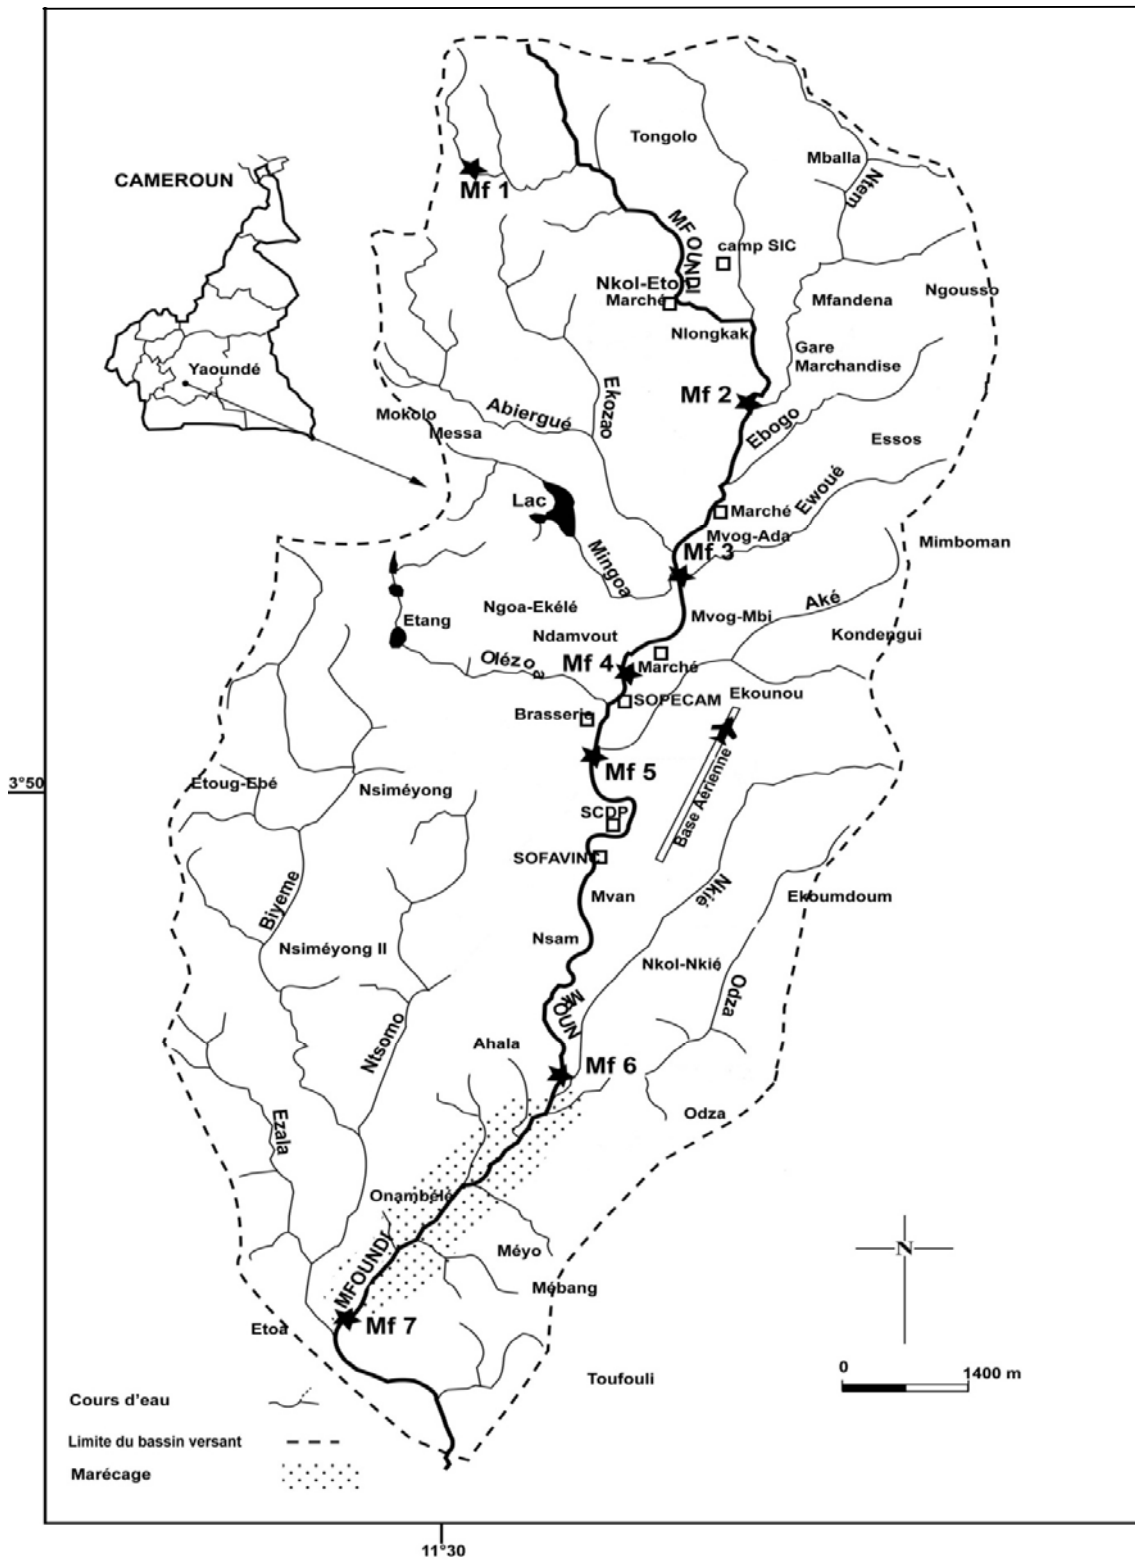 Tongolo
Mballa
Ntem
CAMEROUN
Mf 1
MFOUNDI
camp SIC
Nkol-Eton
Marché
Ngousso
Mfandena
Nlongkak
Gare
Marchandise
Yaoundé
Mf 2
Ekozao
Abiergué
Mokolo
Messa
Ebogo
Essos
Lac
Ewoué
Marché
Mvog-Ada
Mimboman
Mf 3
Mingoa
Ngoa-Ekélé
Aké
Etang
Mvog-Mbi
Ndamvout
Kondengui
Olézoa
Mf 4
Marché
Ekounou
SOPECAM
Brasserie
Mf 5
3°50
Etoug-Ebé
Nsiméyong
Base Aérienne
SCDP
SOFAVINC
Nkié
Biyeme
Mvan
Ekoumdoum
Nsam
Nsiméyong II
Nkol-Nkié
Odza
Ntsomo
Ahala
Mf 6
Odza
Ezala
Onambélé
MFOUNDI
Méyo
Mébang
Mf 7
Etoa
N
0
1400 m
Toufouli
Cours d'eau
Limite du bassin versant
Marécage
11°30